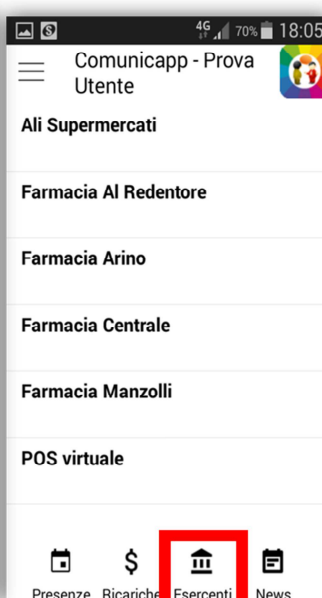 4G 70% 18:05
Comunicapp - Prova
Utente
Ali Supermercati
Farmacia Al Redentore
Farmacia Arino
Farmacia Centrale
Farmacia Manzolli
POS virtuale
Presenze Ricariche Esercenti News